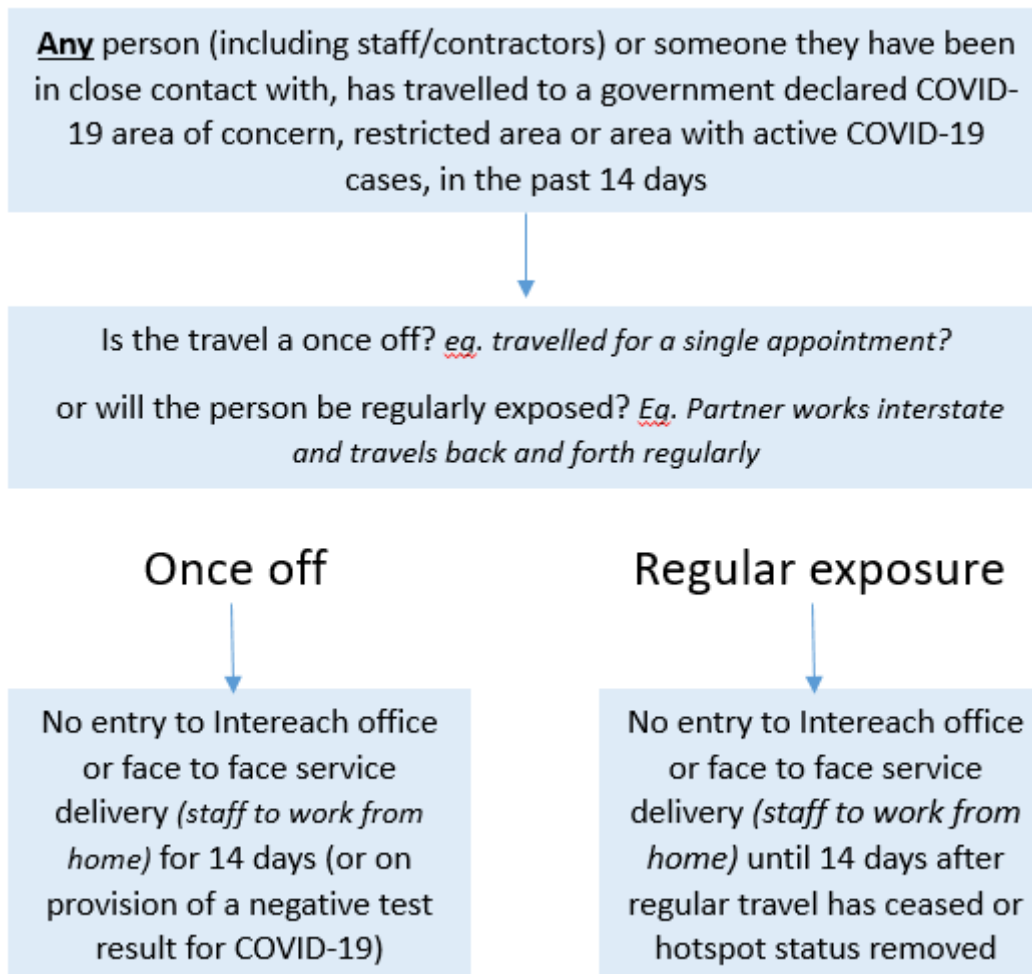 Any person (including staff/contractors) or someone they have been
in close contact with, has travelled to a government declared COVID-
19 area of concern, restricted area or area with active COVID-19
cases, in the past 14 days
Is the travel a once off? eg. travelled for a single appointment?
or will the person be regularly exposed? Eg. Partner works interstate
and travels back and forth regularly
Once off
No entry to Intereach office
or face to face service
delivery (staff to work from
home) for 14 days (or on
provision of a negative test
result for COVID-19)
Regular exposure
No entry to Intereach office
or face to face service
delivery (staff to work from
home) until 14 days after
regular travel has ceased or
hotspot status removed